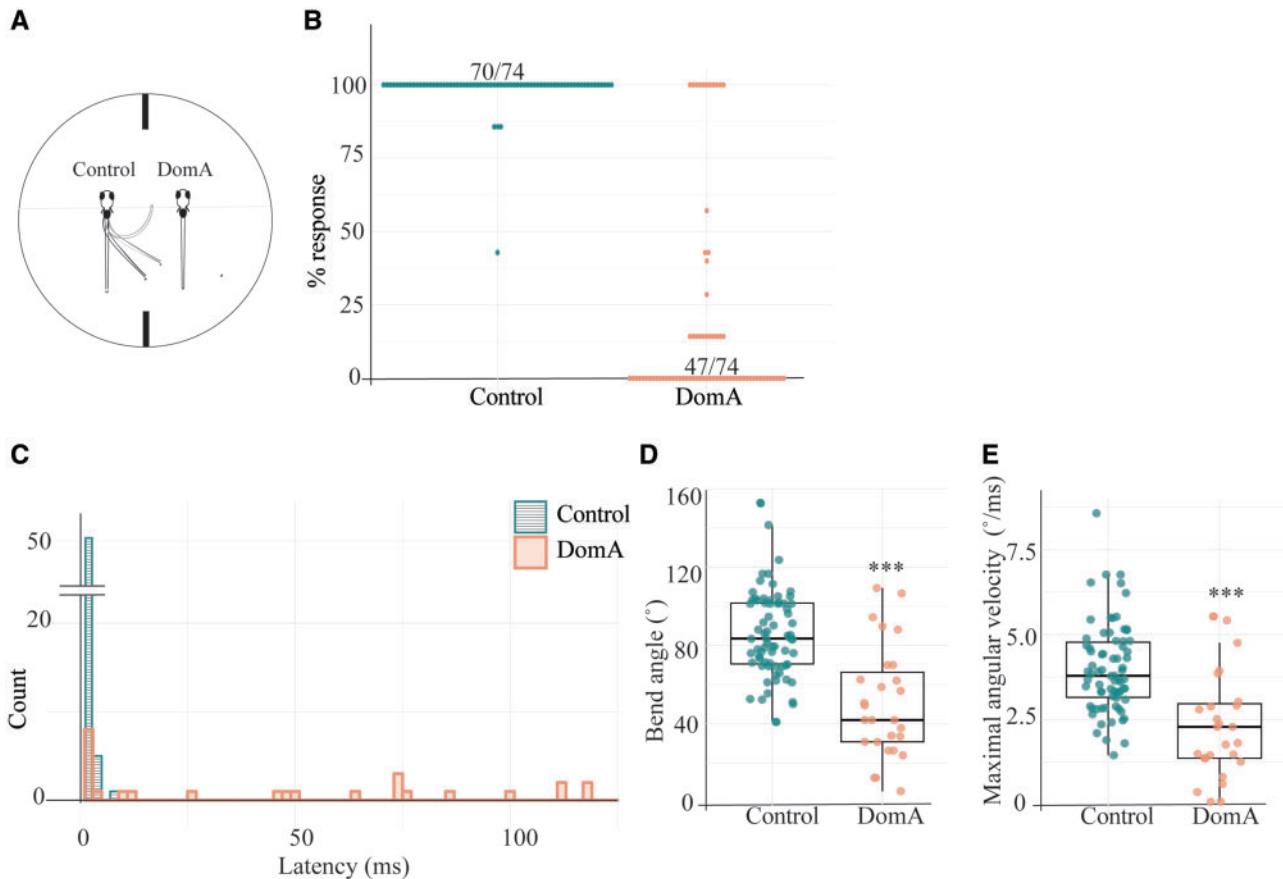 A
Control DomA
B
% response
100
75
50
25
0
70/74
47/74
Control DomA
C
Count
50
20
0
Control
DomA
0 50 100
Latency (ms)
D
Bend angle (°)
160
120
80
40
0
***
Control DomA
E
Maximal angular velocity (°/ms)
7.5
5.0
2.5
0
***
Control DomA